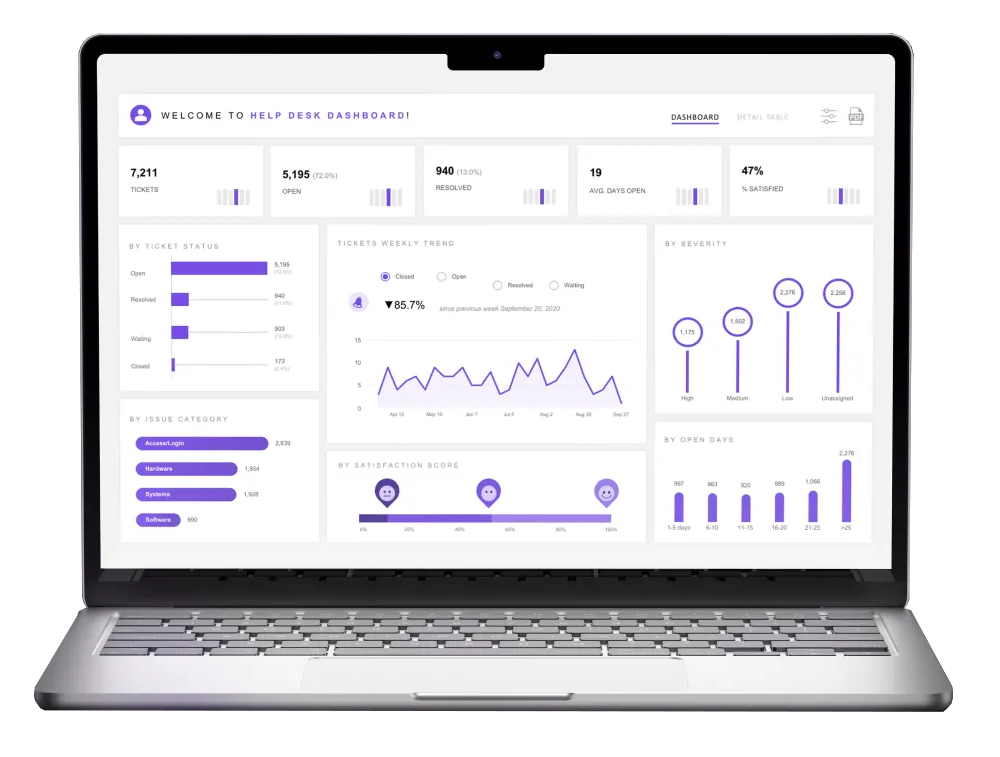 WELCOME TO HELP DESK DASHBOARD!
DASHBOARD
DETAIL TABLE
PDF
7,211
TICKETS
5,195 (72.0%)
OPEN
940 (13.0%)
RESOLVED
19
AVG. DAYS OPEN
47%
% SATISFIED
BY TICKET STATUS
Open
5,195
(72.0%)
Resolved
940
(13.0%)
Waiting
903
Closed
173
(2.4%)
BY ISSUE CATEGORY
Access/Login
2,639
Hardware
1,954
Systems
1,928
Software
690
TICKETS WEEKLY TREND
Closed
Open
Resolved
Waiting
▼85.7%
since previous week September 20, 2020
15
10
5
0
Apr 12
May 10
Jun 7
Jul 5
Aug 2
Aug 30
Sep 27
BY SATISFACTION SCORE
0%
20%
40%
60%
80%
100%
BY SEVERITY
1,175
1,502
2,276
2,258
High
Medium
Low
Unassigned
BY OPEN DAYS
997
963
920
989
1,066
2,276
1-5 days
6-10
11-15
16-20
21-25
>25